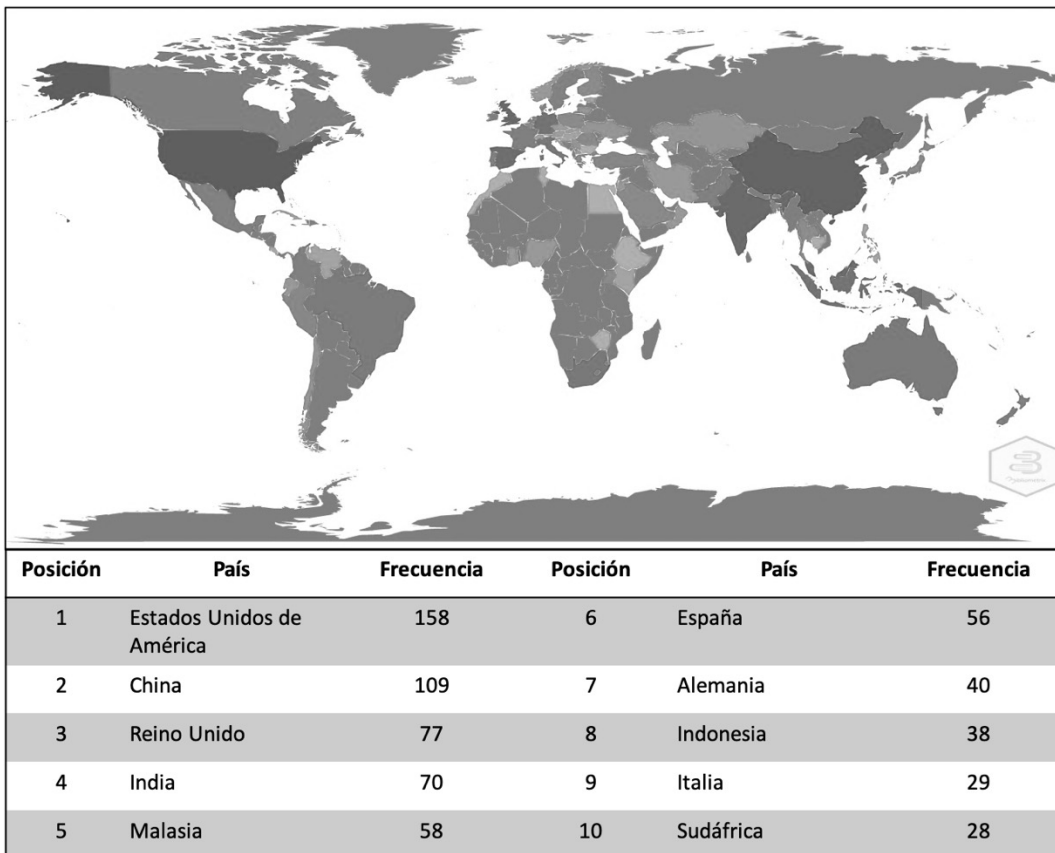 Posición País Frecuencia Posición País Frecuencia
1 Estados Unidos de América 158 6 España 56
2 China 109 7 Alemania 40
3 Reino Unido 77 8 Indonesia 38
4 India 70 9 Italia 29
5 Malasia 58 10 Sudáfrica 28